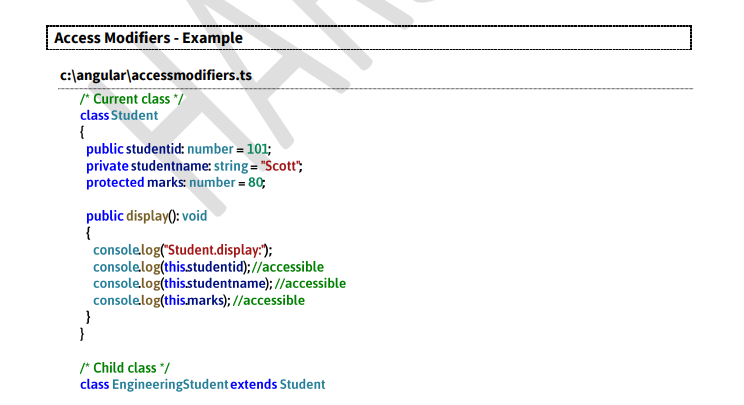 Access Modifiers - Example
c:\angular\accessmodifiers.ts
/* Current class */
class Student
{
public studentid: number = 101;
private studentname: string = "Scott";
protected marks: number = 80;
public display(): void
{
console.log("Student.display:");
console.log(this.studentid); //accessible
console.log(this.studentname); //accessible
console.log(this.marks); //accessible
}
}
/* Child class */
class EngineeringStudent extends Student